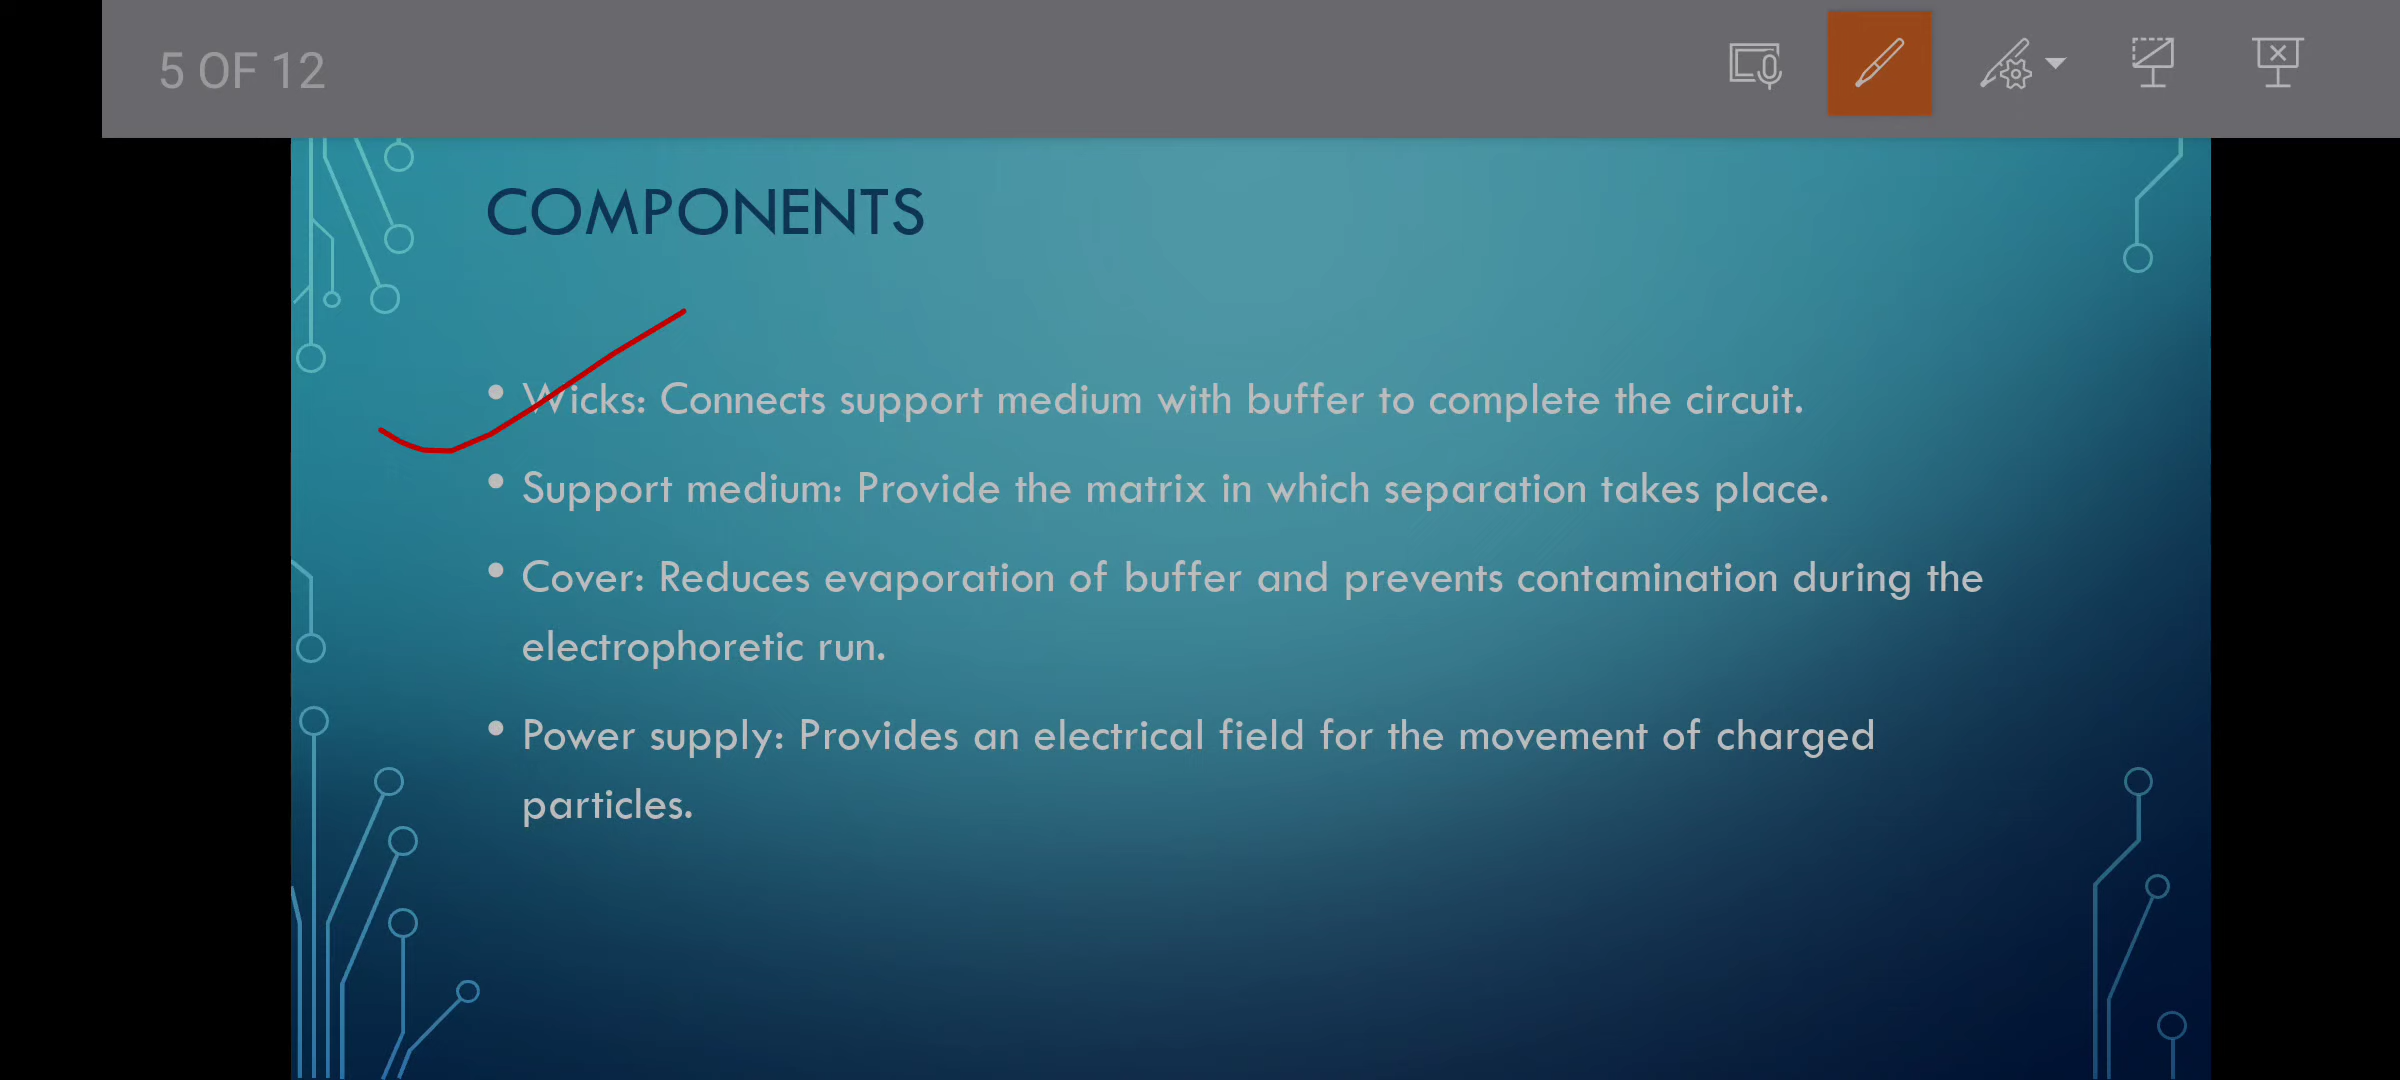 5 OF 12
COMPONENTS
• Wicks: Connects support medium with buffer to complete the circuit.
• Support medium: Provide the matrix in which separation takes place.
• Cover: Reduces evaporation of buffer and prevents contamination during the
electrophoretic run.
• Power supply: Provides an electrical field for the movement of charged
particles.